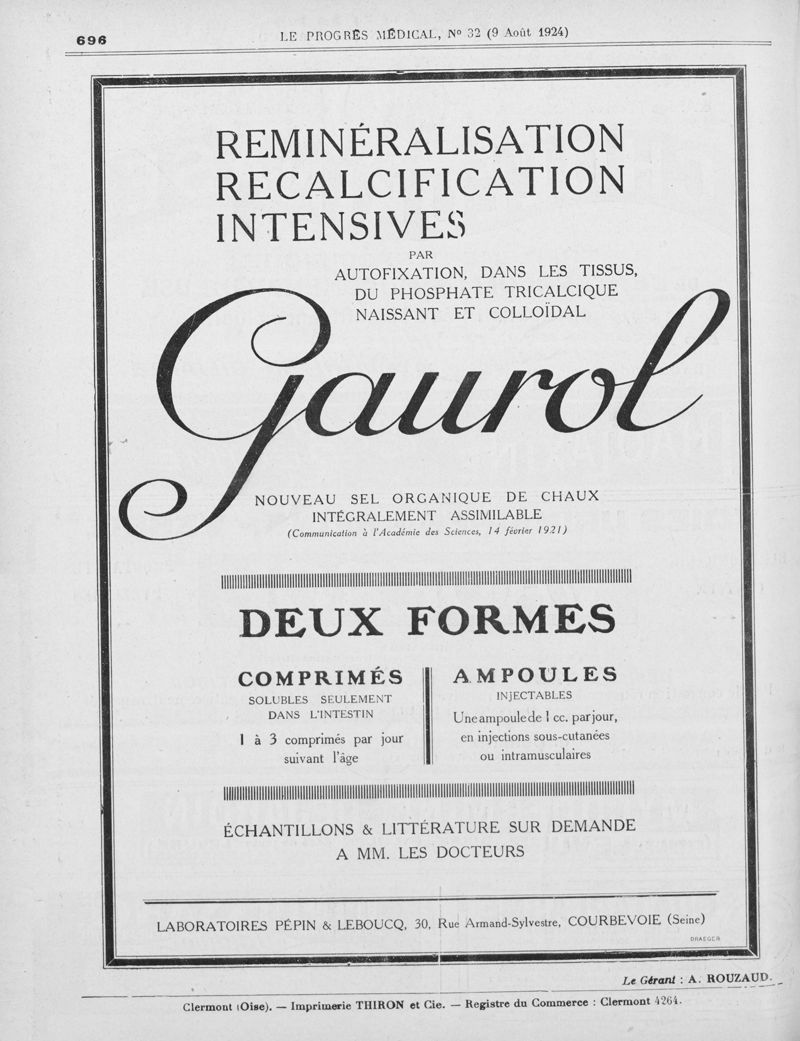 696
LE PROGRÈS MÉDICAL, Nº 32 (9 Août 1924)
REMINÉRALISATION
RECALCIFICATION
INTENSIVES
PAR
AUTOFIXATION, DANS LES TISSUS,
DU PHOSPHATE TRICALCIQUE
NAISSANT ET COLLOÏDAL
Gaurol
NOUVEAU SEL ORGANIQUE DE CHAUX
INTÉGRALEMENT ASSIMILABLE
(Communication à l'Académie des Sciences, 14 février 1921)
DEUX FORMES
COMPRIMÉS
SOLUBLES SEULEMENT
DANS L'INTESTIN
1 à 3 comprimés par jour
suivant l'âge
AMPOULES
INJECTABLES
Une ampoule de 1 cc. par jour,
en injections sous-cutanées
ou intramusculaires
ÉCHANTILLONS & LITTÉRATURE SUR DEMANDE
A MM. LES DOCTEURS
LABORATOIRES PÉPIN & LEBOUCQ, 30, Rue Armand-Sylvestre, COURBEVOIE (Seine)
DRAEGER
Le Gérant : A. ROUZAUD.
Clermont (Oise). — Imprimerie THIRON et Cie. — Registre du Commerce : Clermont 4264.